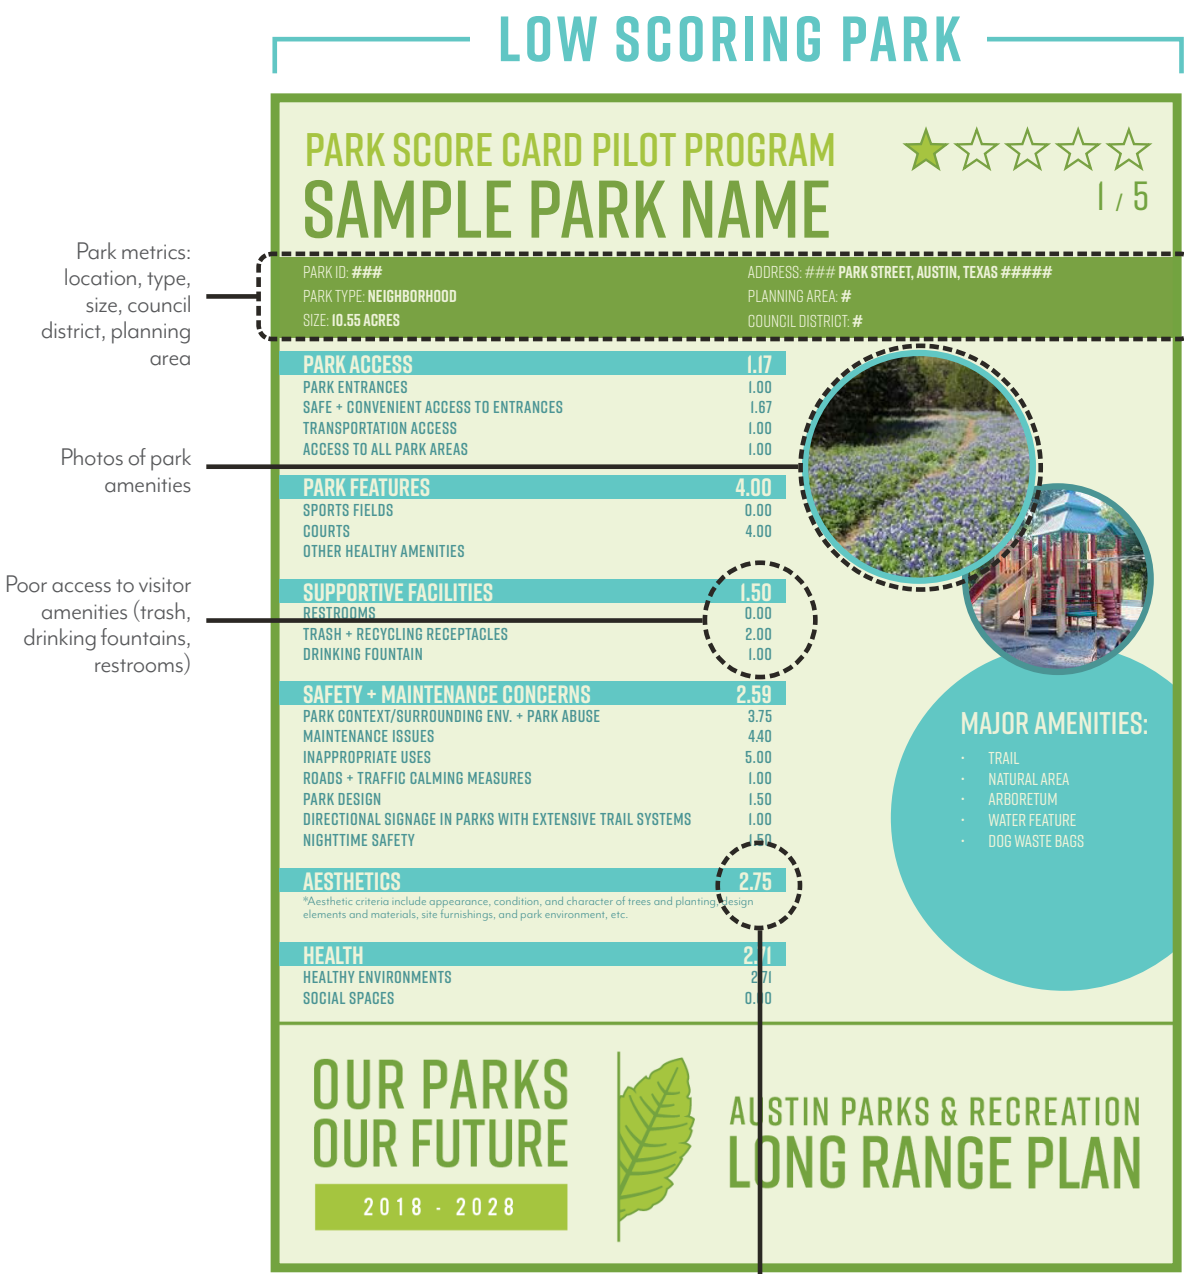 LOW SCORING PARK
PARK SCORE CARD PILOT PROGRAM
SAMPLE PARK NAME
1 / 5
Park metrics:
location, type,
size, council
district, planning
area
PARK ID: ###
PARK TYPE: NEIGHBORHOOD
SIZE: 10.55 ACRES
ADDRESS: ### PARK STREET, AUSTIN, TEXAS #####
PLANNING AREA: #
COUNCIL DISTRICT: #
PARK ACCESS 1.17
PARK ENTRANCES 1.00
SAFE + CONVENIENT ACCESS TO ENTRANCES 1.67
TRANSPORTATION ACCESS 1.00
ACCESS TO ALL PARK AREAS 1.00
Photos of park
amenities
PARK FEATURES 4.00
SPORTS FIELDS 0.00
COURTS 4.00
OTHER HEALTHY AMENITIES
Poor access to visitor
amenities (trash,
drinking fountains,
restrooms)
SUPPORTIVE FACILITIES 1.50
RESTROOMS 0.00
TRASH + RECYCLING RECEPTACLES 2.00
DRINKING FOUNTAIN 1.00
SAFETY + MAINTENANCE CONCERNS 2.59
PARK CONTEXT/SURROUNDING ENV. + PARK ABUSE 3.75
MAINTENANCE ISSUES 4.40
INAPPROPRIATE USES 5.00
ROADS + TRAFFIC CALMING MEASURES 1.00
PARK DESIGN 1.50
DIRECTIONAL SIGNAGE IN PARKS WITH EXTENSIVE TRAIL SYSTEMS 1.00
NIGHTTIME SAFETY 1.50
AESTHETICS 2.75
*Aesthetic criteria include appearance, condition, and character of trees and planting, design
elements and materials, site furnishings, and park environment, etc.
HEALTH 2.71
HEALTHY ENVIRONMENTS 2.71
SOCIAL SPACES 0.00
MAJOR AMENITIES:
• TRAIL
• NATURAL AREA
• ARBORETUM
• WATER FEATURE
• DOG WASTE BAGS
OUR PARKS
OUR FUTURE
2018 - 2028
AUSTIN PARKS & RECREATION
LONG RANGE PLAN